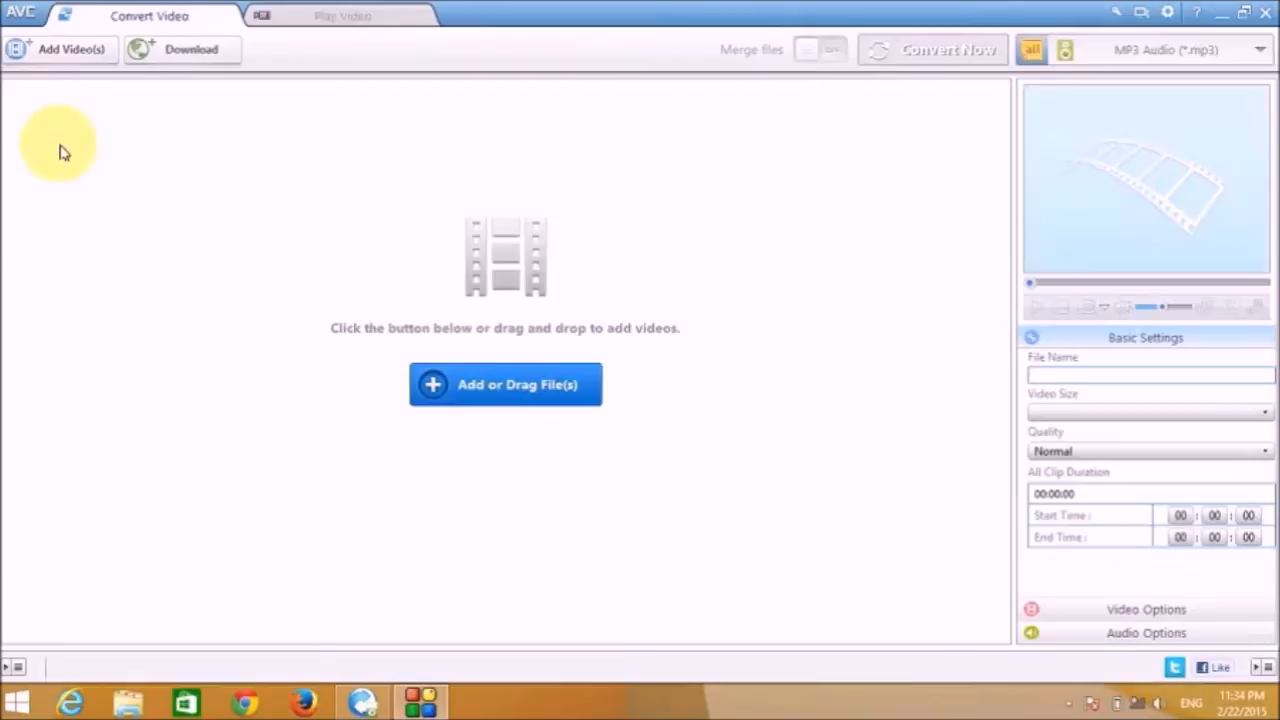 AVC
Convert Video
Play Video
?
Add Video(s)
Download
Merge files
OFF
Convert Now
all
MP3 Audio (*.mp3)
Click the button below or drag and drop to add videos.
Add or Drag File(s)
Basic Settings
File Name
Video Size
Quality
Normal
All Clip Duration
00:00:00
Start Time :
00 : 00 : 00
End Time :
00 : 00 : 00
Video Options
Audio Options
Like
ENG
11:34 PM
2/22/2015